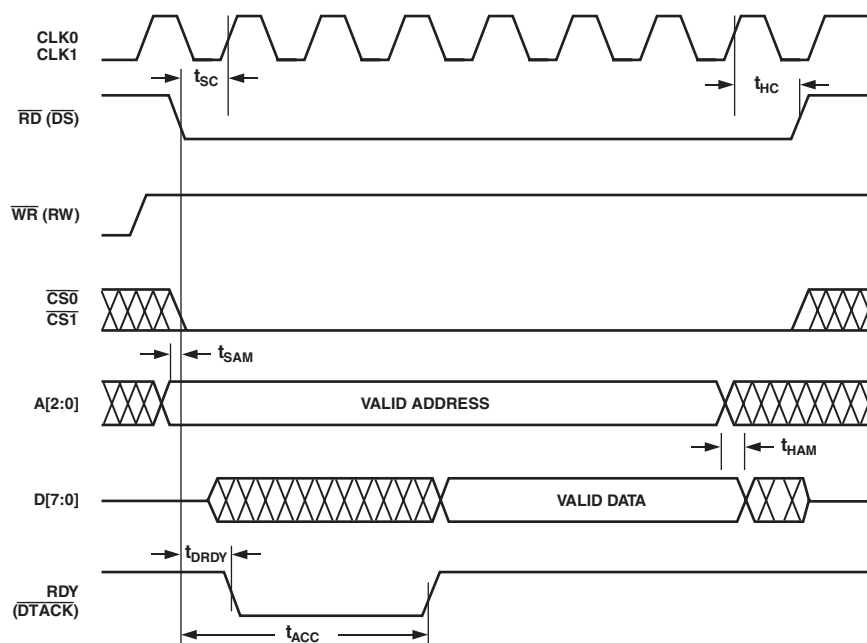 CLK0
CLK1
tSC
tHC
RD (DS)
WR (RW)
CS0
CS1
tSAM
A[2:0]
VALID ADDRESS
tHAM
D[7:0]
VALID DATA
tDRDY
RDY
(DTACK)
tACC